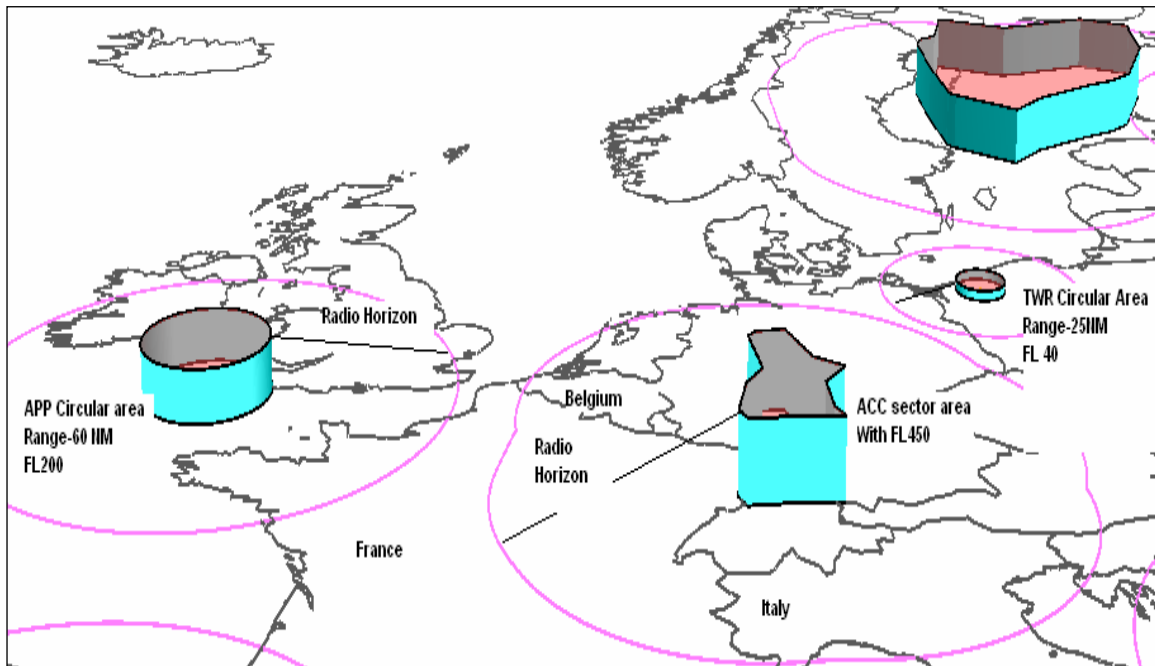 Radio Horizon
APP Circular area
Range-60 NM
FL200
France
Belgium
Radio
Horizon
ACC sector area
With FL450
Italy
TWR Circular Area
Range-25NM
FL 40